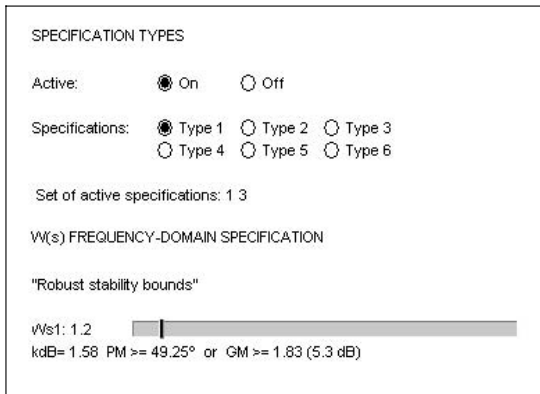 SPECIFICATION TYPES
Active: On Off
Specifications: Type 1 Type 2 Type 3
Type 4 Type 5 Type 6
Set of active specifications: 1 3
W(s) FREQUENCY-DOMAIN SPECIFICATION
"Robust stability bounds"
Ws1: 1.2
kdB= 1.58 PM >= 49.25º or GM >= 1.83 (5.3 dB)